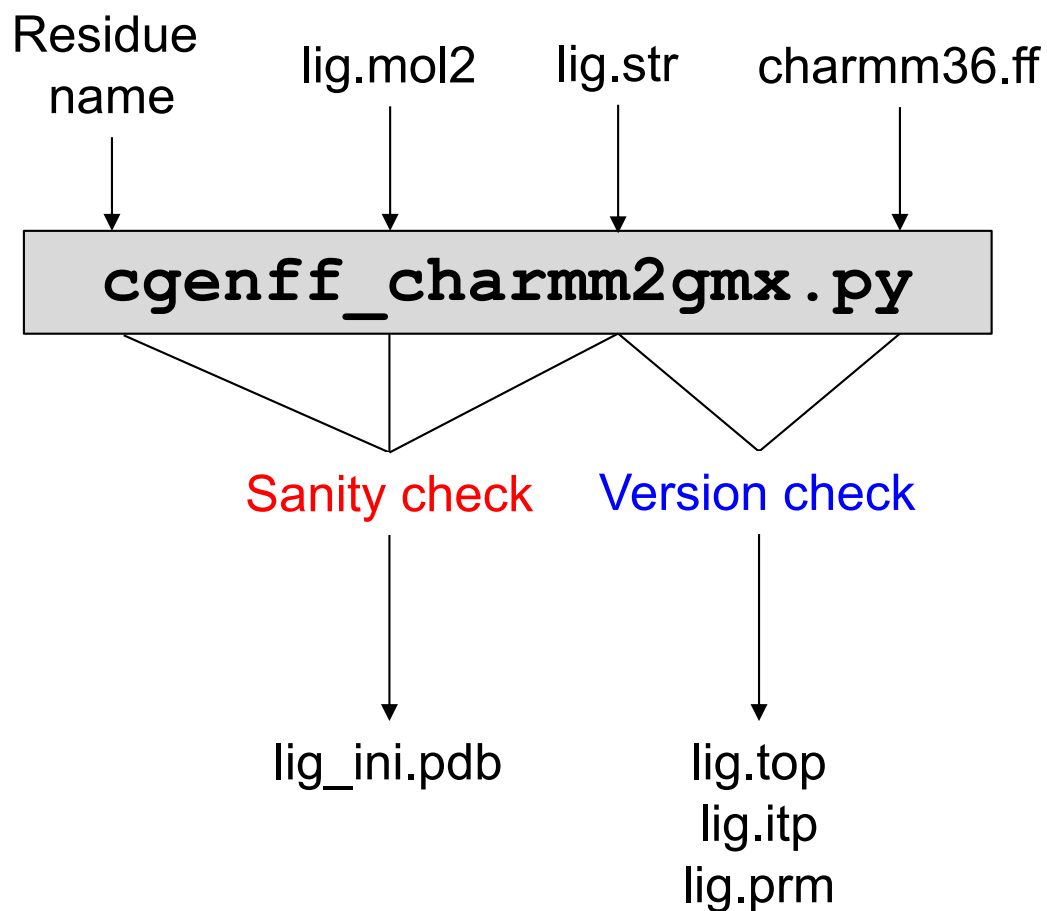 Residue
name
lig.mol2
lig.str
charmm36.ff
cgenff_charmm2gmx.py
Sanity check
Version check
lig_ini.pdb
lig.top
lig.itp
lig.prm